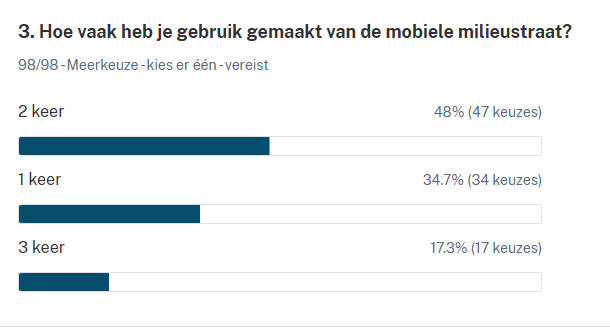 3. Hoe vaak heb je gebruik gemaakt van de mobiele milieustraat?
98/98 - Meerkeuze - kies er één - vereist
2 keer 48% (47 keuzes)
1 keer 34.7% (34 keuzes)
3 keer 17.3% (17 keuzes)